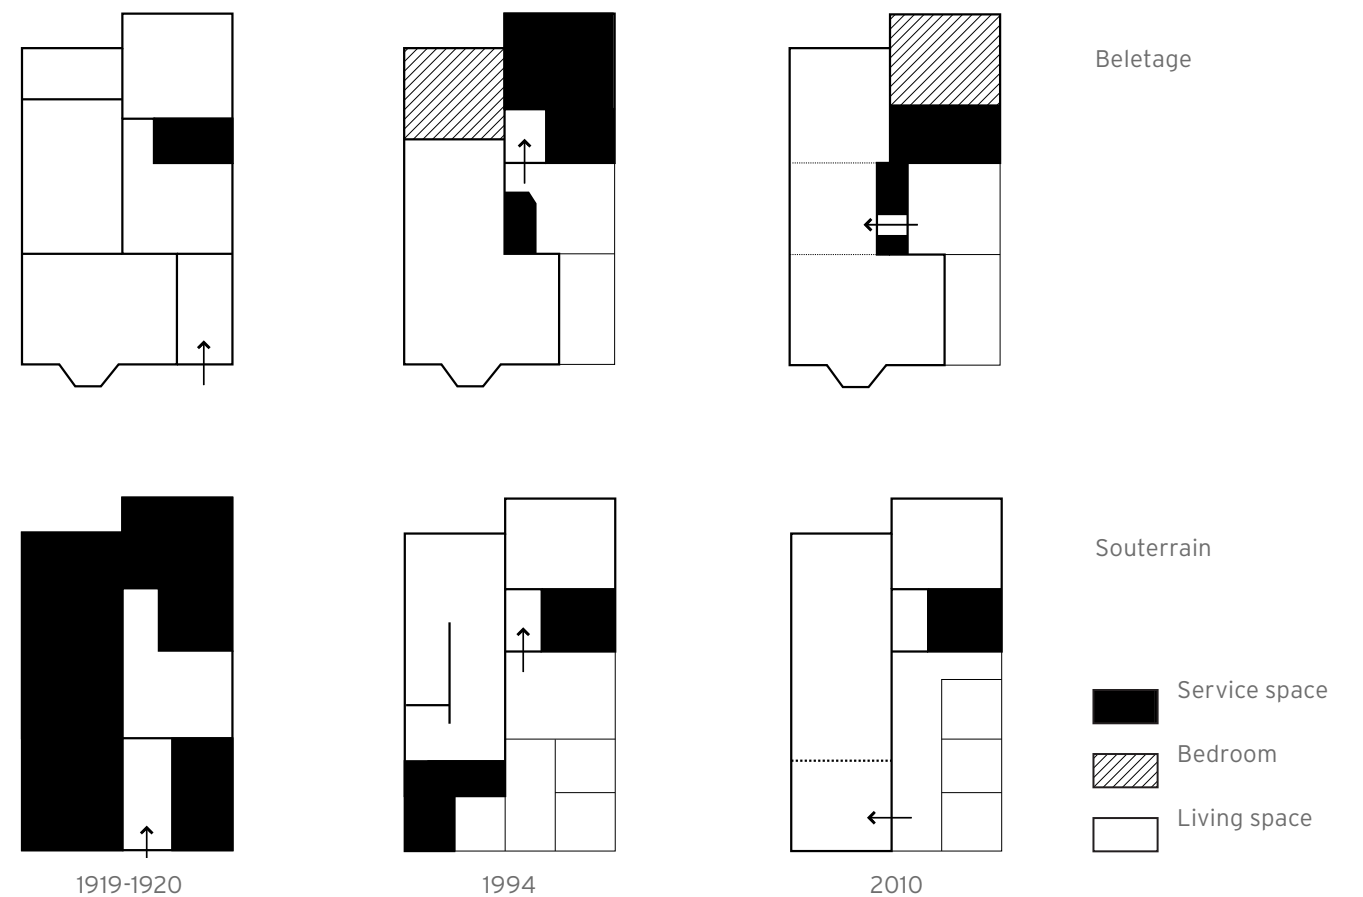 Beletage
Souterrain
Service space
Bedroom
Living space
1919-1920
1994
2010